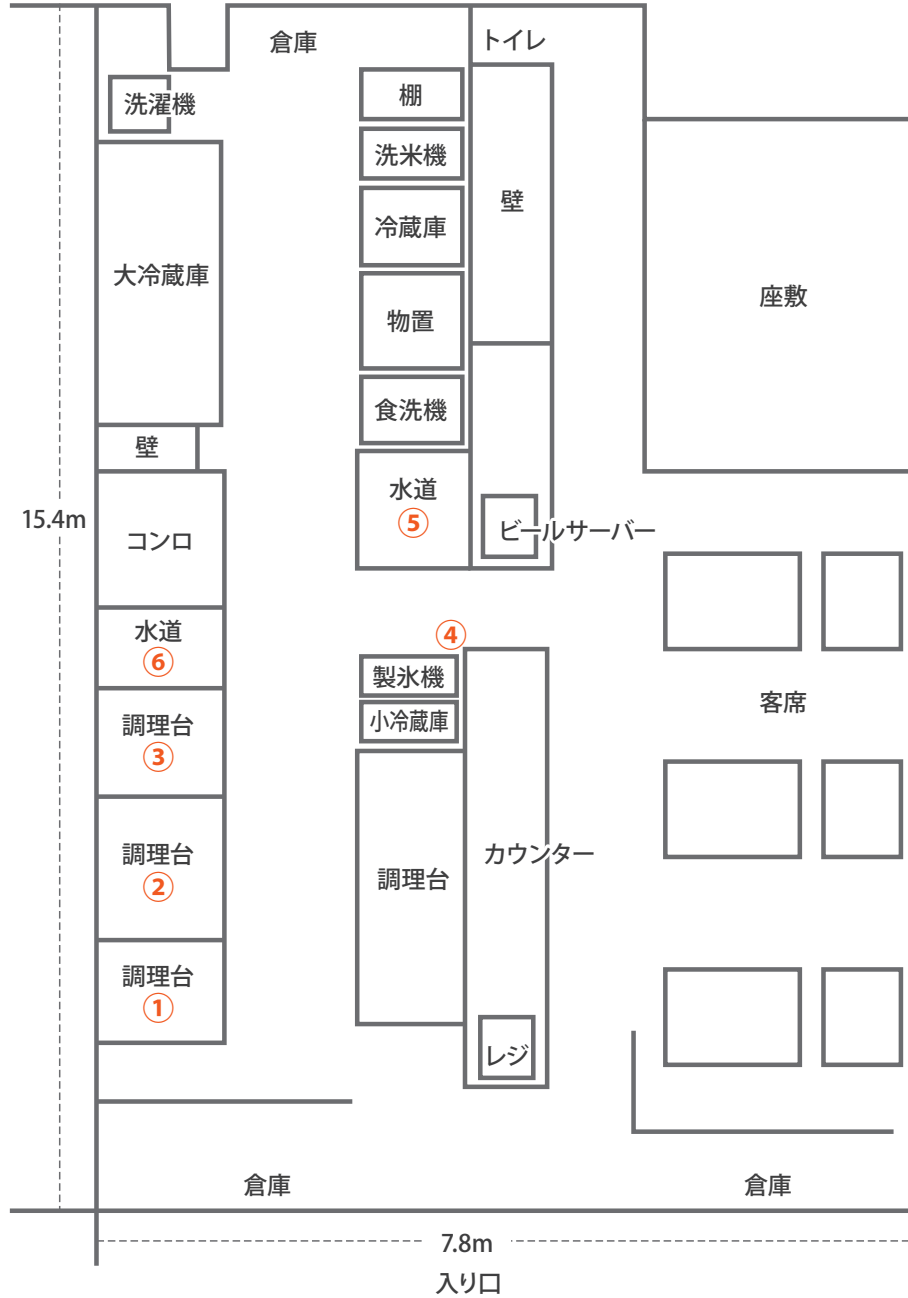 倉庫
トイレ
洗濯機
棚
洗米機
冷蔵庫
壁
大冷蔵庫
物置
座敷
食洗機
壁
水道
⑤
15.4m
コンロ
ビールサーバー
水道
⑥
④
製氷機
小冷蔵庫
客席
調理台
③
調理台
②
調理台
カウンター
調理台
①
レジ
倉庫
倉庫
7.8m
入り口